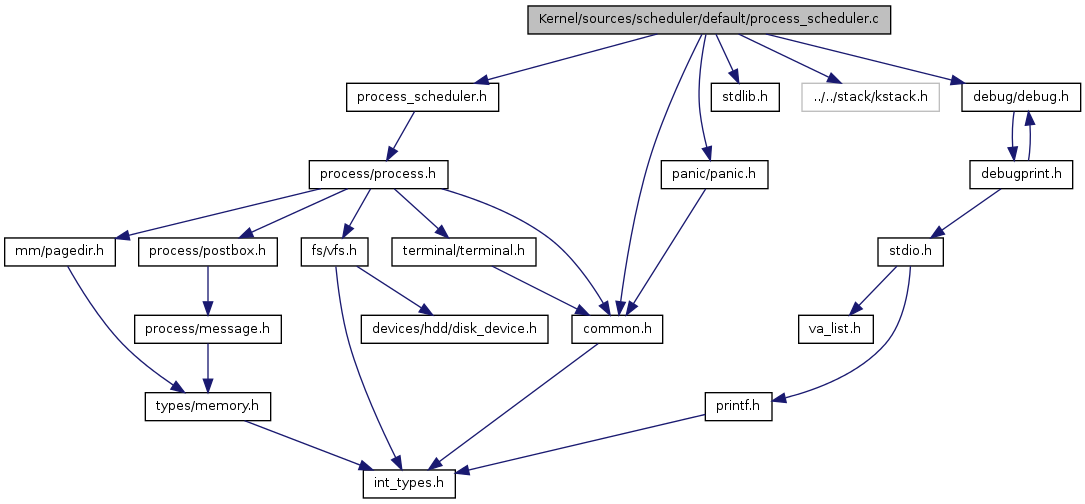 Kernel/sources/scheduler/default/process_scheduler.c
process_scheduler.h
stdlib.h
../../stack/kstack.h
debug/debug.h
process/process.h
panic/panic.h
debugprint.h
mm/pagedir.h
process/postbox.h
fs/vfs.h
terminal/terminal.h
stdio.h
process/message.h
devices/hdd/disk_device.h
common.h
va_list.h
types/memory.h
printf.h
int_types.h